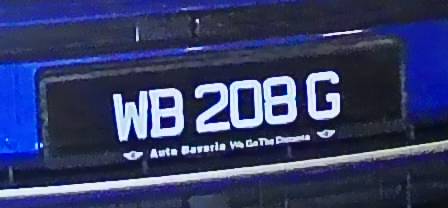 WB 208 G
Auto Bavaria We Go The Distance